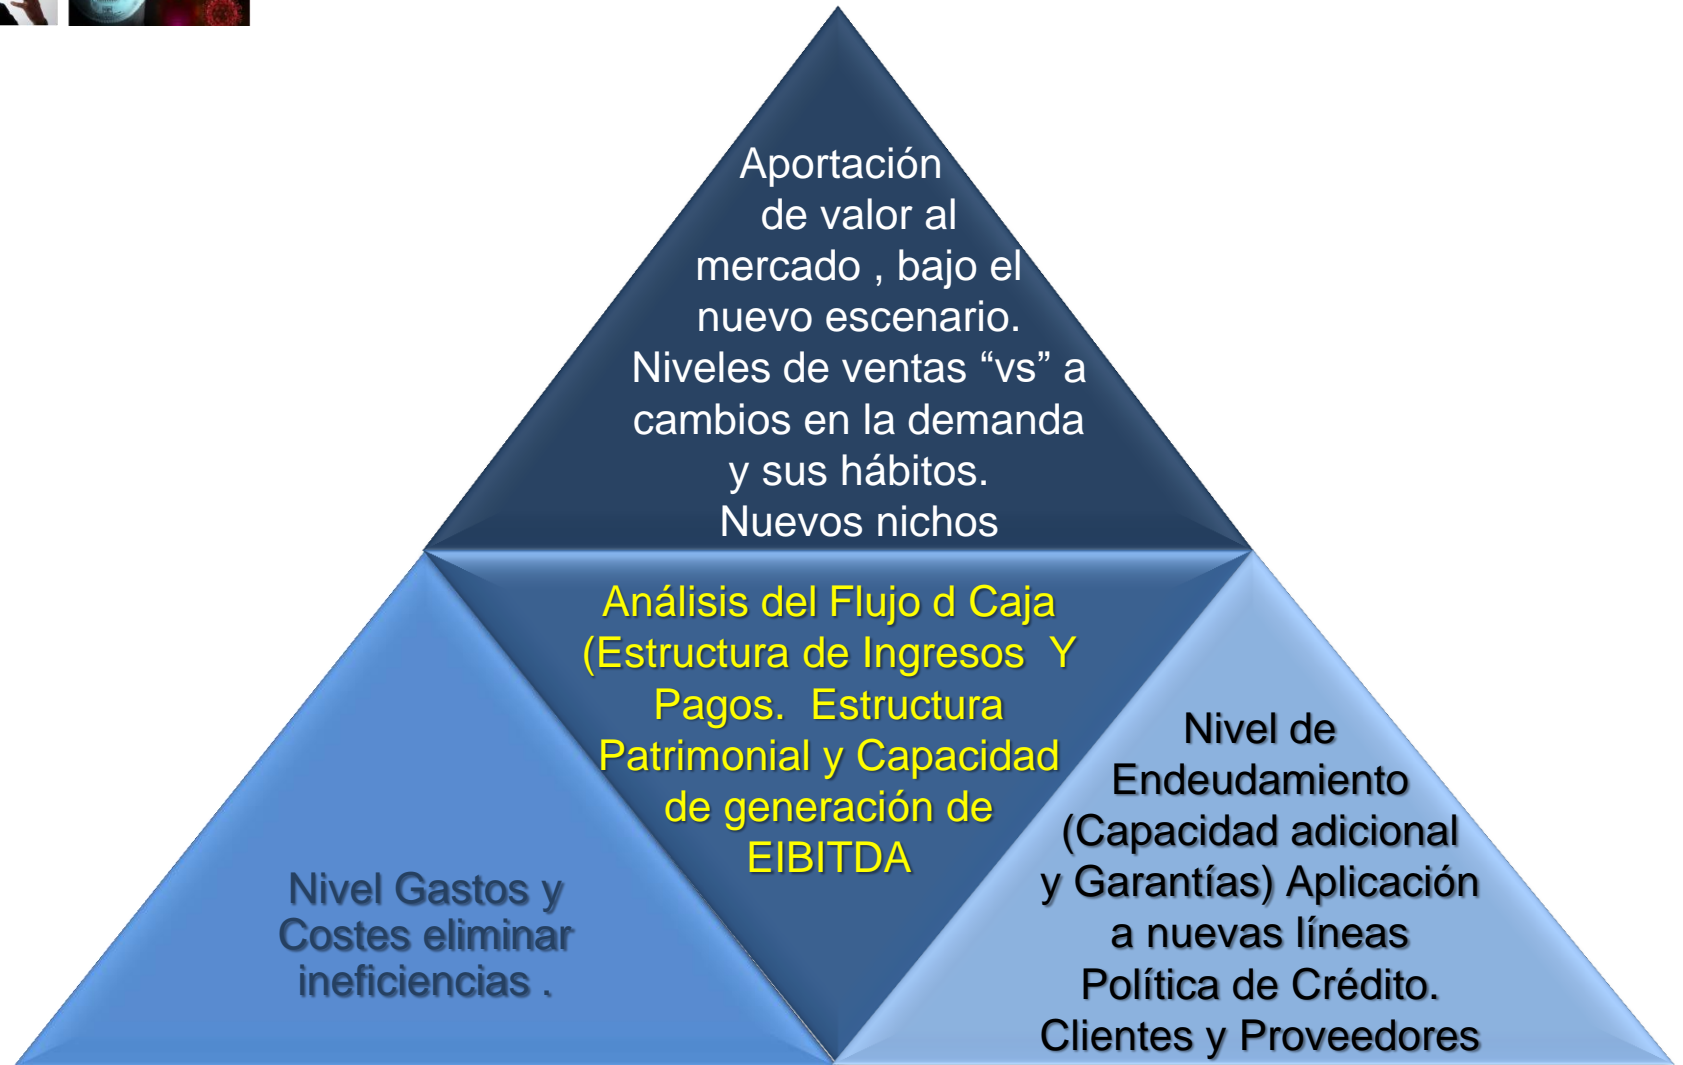 Aportación
de valor al
mercado , bajo el
nuevo escenario.
Niveles de ventas “vs” a
cambios en la demanda
y sus hábitos.
Nuevos nichos
Análisis del Flujo d Caja
(Estructura de Ingresos Y
Pagos. Estructura
Patrimonial y Capacidad
de generación de
EIBITDA
Nivel Gastos y
Costes eliminar
ineficiencias .
Nivel de
Endeudamiento
(Capacidad adicional
y Garantías) Aplicación
a nuevas líneas
Política de Crédito.
Clientes y Proveedores